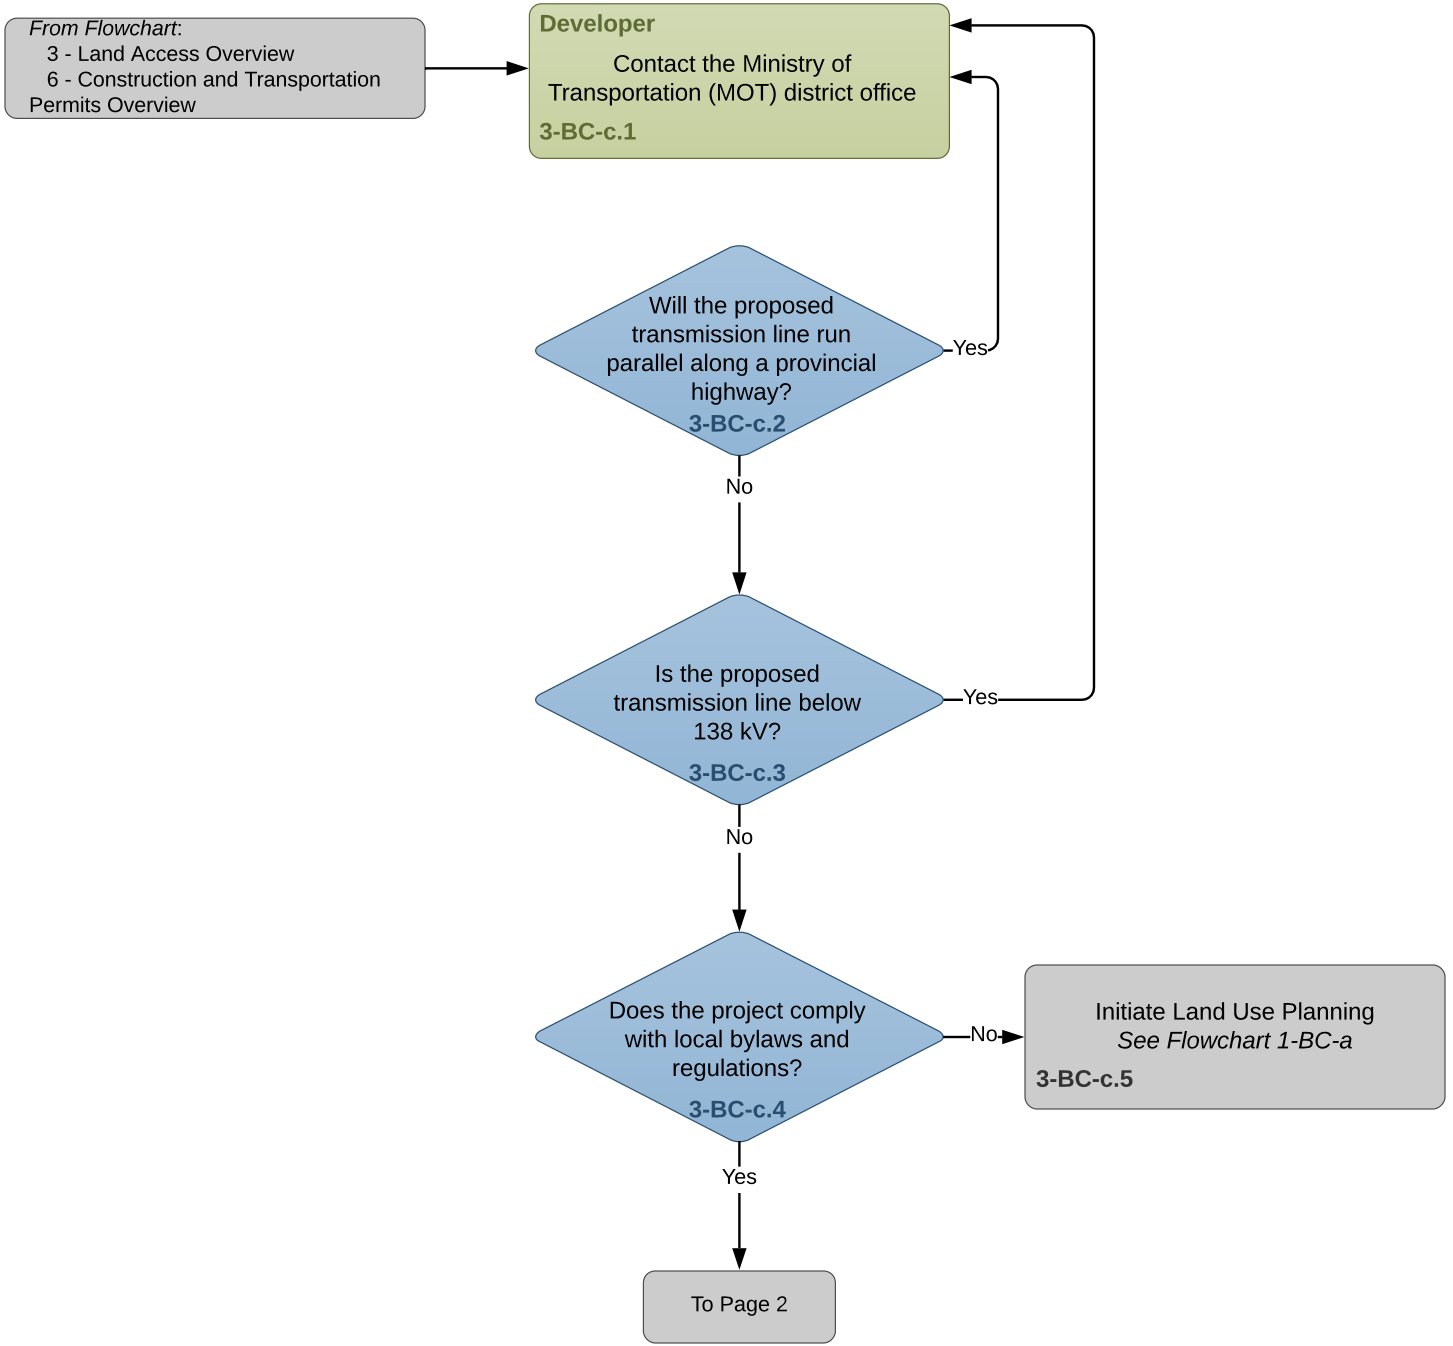 From Flowchart:
3 - Land Access Overview
6 - Construction and Transportation
Permits Overview
Developer
Contact the Ministry of
Transportation (MOT) district office
3-BC-c.1
Will the proposed
transmission line run
parallel along a provincial
highway?
3-BC-c.2
Yes
No
Is the proposed
transmission line below
138 kV?
3-BC-c.3
Yes
No
Does the project comply
with local bylaws and
regulations?
3-BC-c.4
No
Initiate Land Use Planning
See Flowchart 1-BC-a
3-BC-c.5
Yes
To Page 2